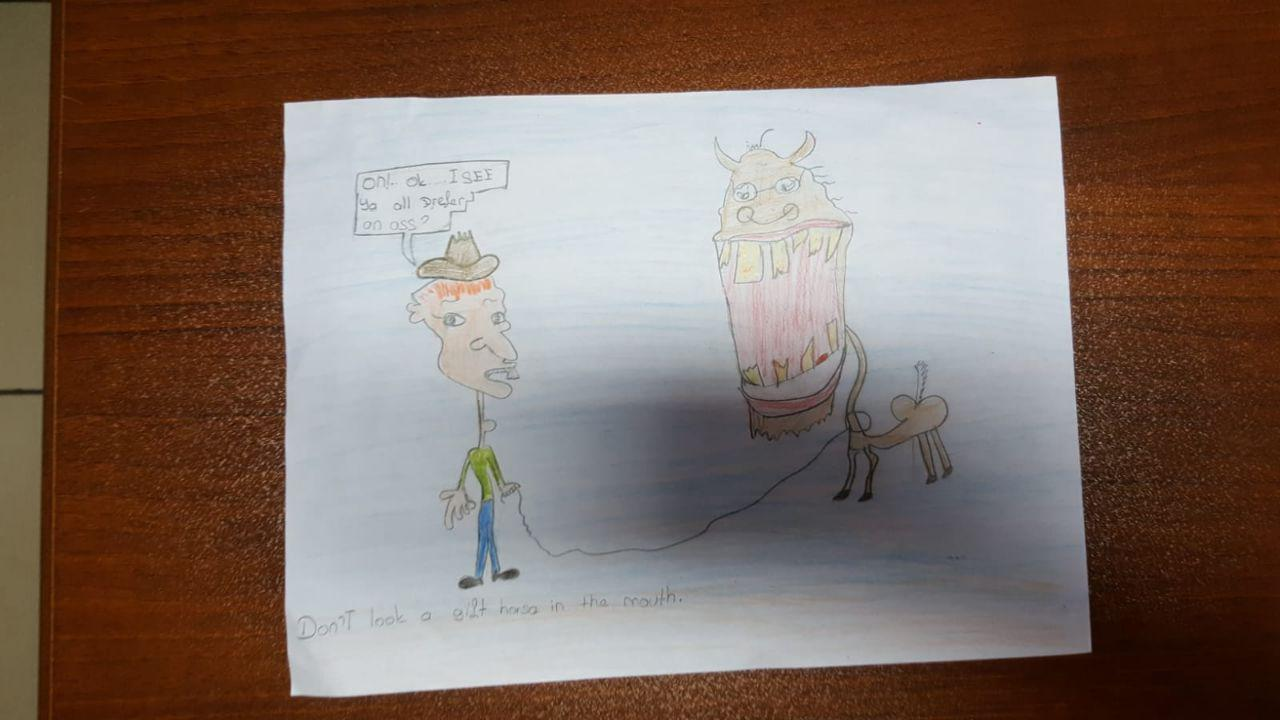 Oh!.. ok.....I SEE
Ya all prefer
an ass?
Don't look a gift horse in the mouth.